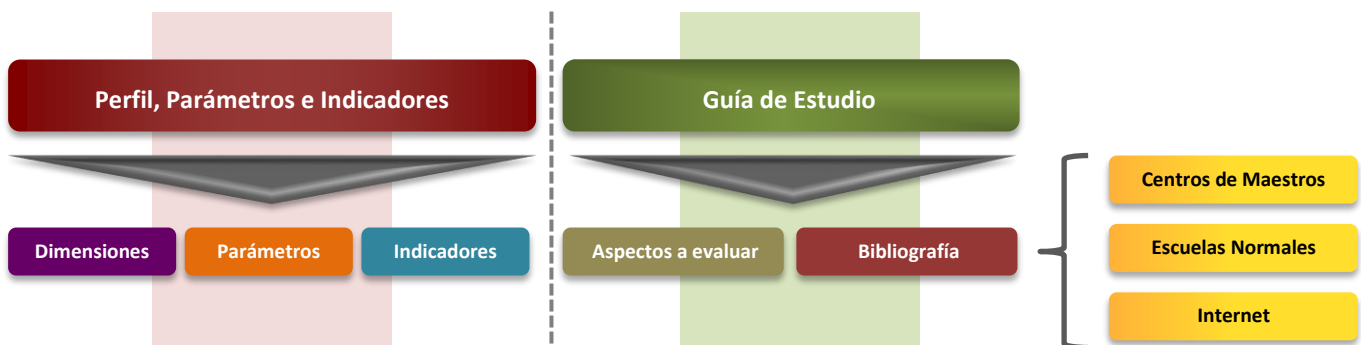 Perfil, Parámetros e Indicadores
Guía de Estudio
Dimensiones
Parámetros
Indicadores
Aspectos a evaluar
Bibliografía
Centros de Maestros
Escuelas Normales
Internet